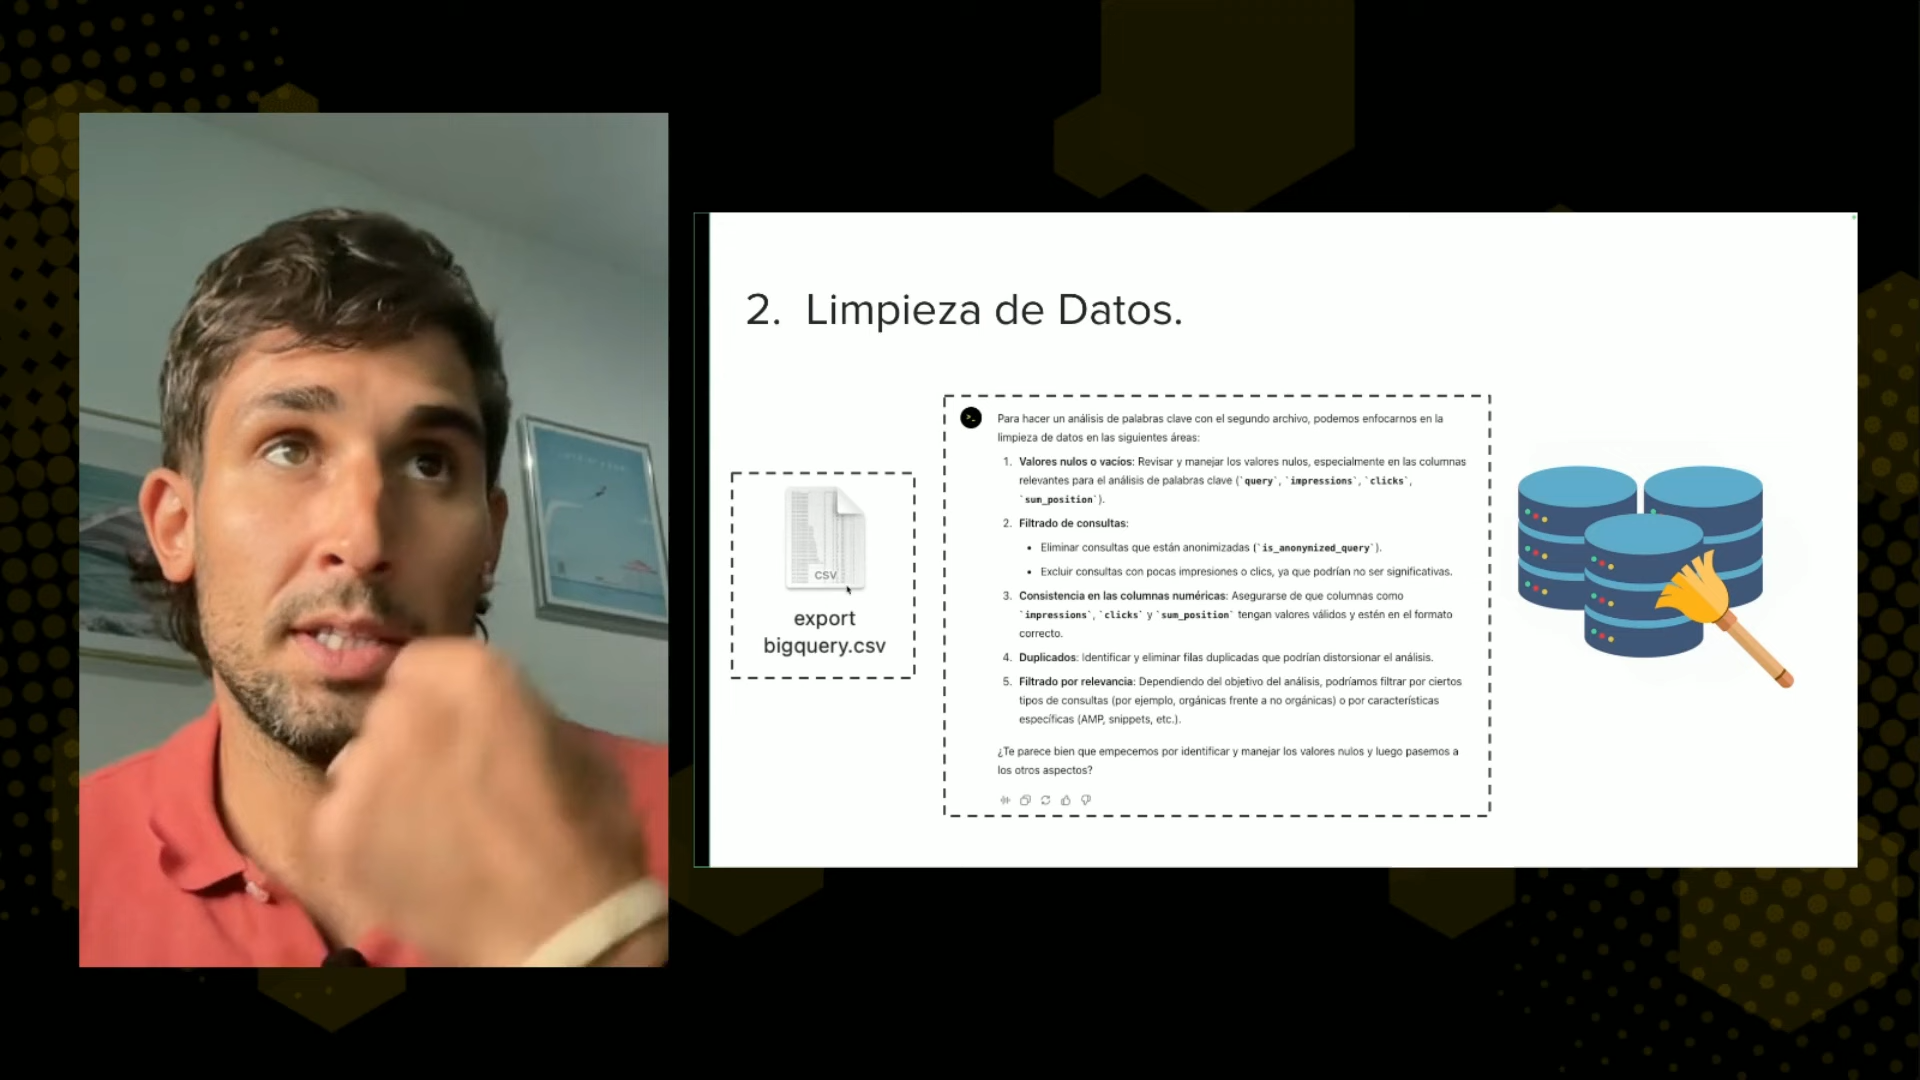 2. Limpieza de Datos.
CSV
export
bigquery.csv
>_
Para hacer un análisis de palabras clave con el segundo archivo, podemos enfocarnos en la
limpieza de datos en las siguientes áreas:
1. Valores nulos o vacíos: Revisar y manejar los valores nulos, especialmente en las columnas
relevantes para el análisis de palabras clave (`query`, `impressions`, `clicks`,
`sum_position`).
2. Filtrado de consultas:
• Eliminar consultas que están anonimizadas (`is_anonymized_query`).
• Excluir consultas con pocas impresiones o clics, ya que podrían no ser significativas.
3. Consistencia en las columnas numéricas: Asegurarse de que columnas como
`impressions`, `clicks` y `sum_position` tengan valores válidos y estén en el formato
correcto.
4. Duplicados: Identificar y eliminar filas duplicadas que podrían distorsionar el análisis.
5. Filtrado por relevancia: Dependiendo del objetivo del análisis, podríamos filtrar por ciertos
tipos de consultas (por ejemplo, orgánicas frente a no orgánicas) o por características
específicas (AMP, snippets, etc.).
¿Te parece bien que empecemos por identificar y manejar los valores nulos y luego pasemos a
los otros aspectos?